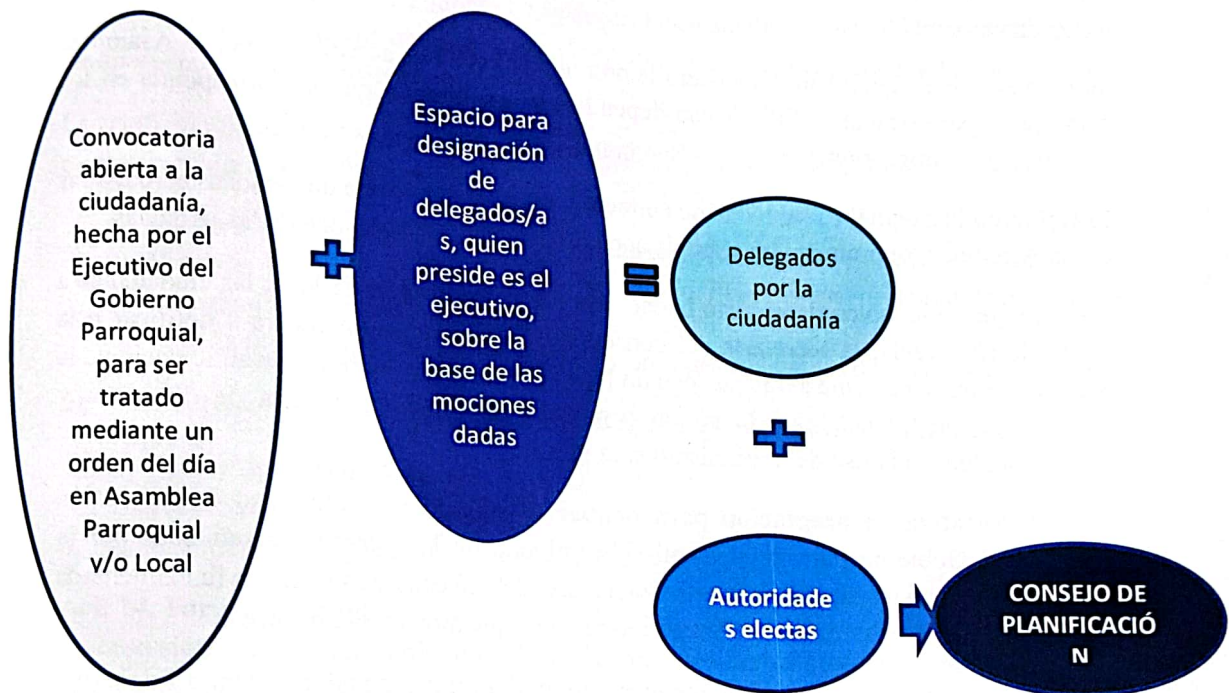 Convocatoria
abierta a la
ciudadanía,
hecha por el
Ejecutivo del
Gobierno
Parroquial,
para ser
tratado
mediante un
orden del día
en Asamblea
Parroquial
y/o Local
+
Espacio para
designación
de
delegados/a
s, quien
preside es el
ejecutivo,
sobre la
base de las
mociones
dadas
=
Delegados
por la
ciudadanía
+
Autoridade
s electas
CONSEJO DE
PLANIFICACIÓ
N